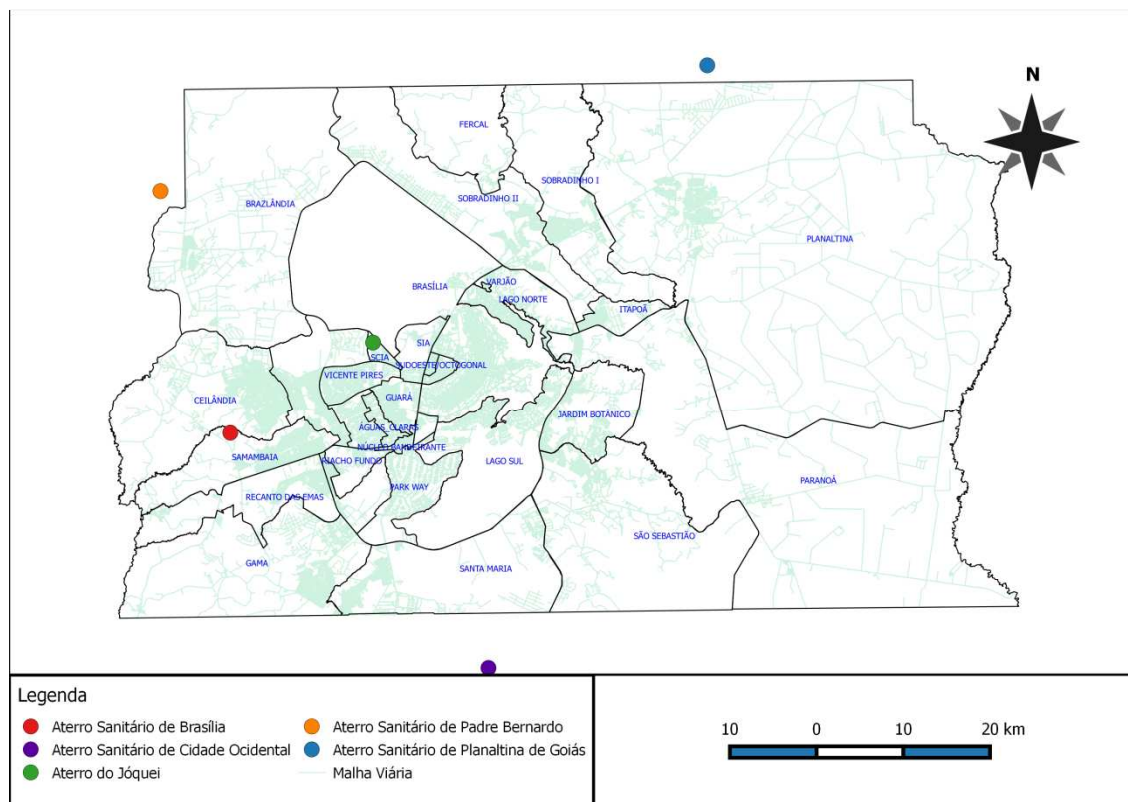 N
FERCAL
SOBRADINHO I
SOBRADINHO II
BRAZLÂNDIA
PLANALTINA
VARJÃO
BRASÍLIA
LAGO NORTE
ITAPOÃ
SIA
SCIA
SUDOESTE/OCTOGONAL
VICENTE PIRES
GUARÁ
CEILÂNDIA
JARDIM BOTÂNICO
ÁGUAS CLARAS
NÚCLEO BANDEIRANTE
SAMAMBAIA
RIACHO FUNDO
LAGO SUL
PARANOÁ
PARK WAY
RECANTO DAS EMAS
SÃO SEBASTIÃO
GAMA
SANTA MARIA
Legenda
Aterro Sanitário de Brasília
Aterro Sanitário de Cidade Ocidental
Aterro do Jóquei
Aterro Sanitário de Padre Bernardo
Aterro Sanitário de Planaltina de Goiás
Malha Viária
10 0 10 20 km